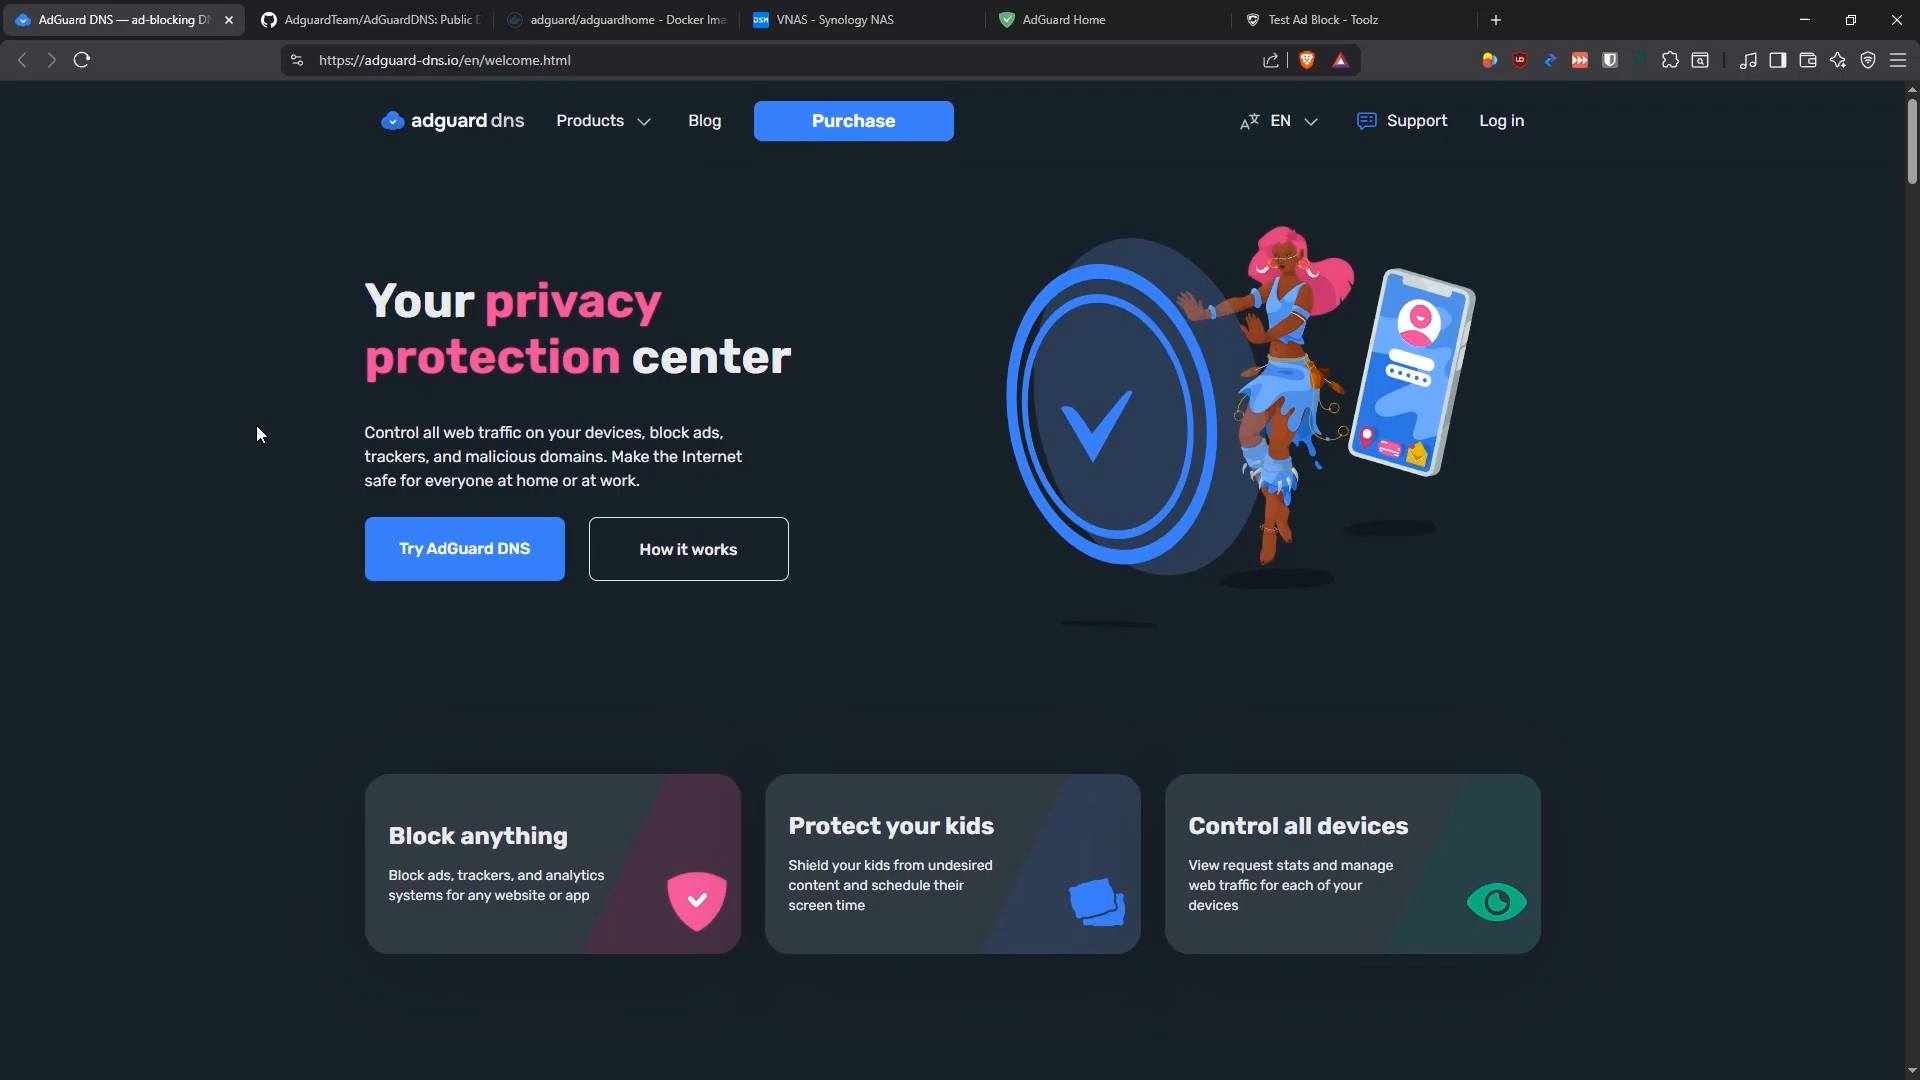 AdGuard DNS — ad-blocking DN
AdguardTeam/AdGuardDNS: Public D
adguard/adguardhome - Docker Ima
DSM
VNAS - Synology NAS
AdGuard Home
Test Ad Block - Toolz
https://adguard-dns.io/en/welcome.html
adguard dns
Products
Blog
Purchase
EN
Support
Log in
Your privacy
protection center
Control all web traffic on your devices, block ads,
trackers, and malicious domains. Make the Internet
safe for everyone at home or at work.
Try AdGuard DNS
How it works
Block anything
Block ads, trackers, and analytics
systems for any website or app
Protect your kids
Shield your kids from undesired
content and schedule their
screen time
Control all devices
View request stats and manage
web traffic for each of your
devices